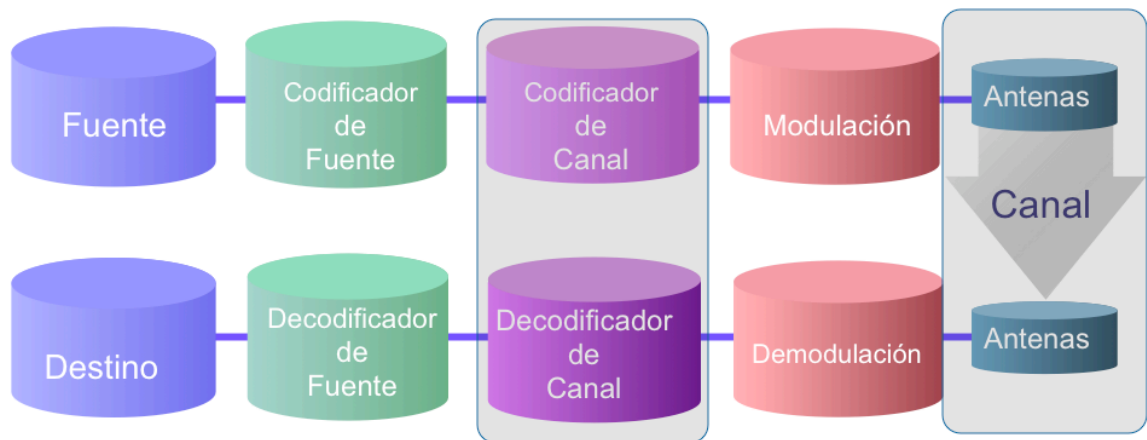 Fuente
Codificador
de
Fuente
Codificador
de
Canal
Modulación
Antenas
Canal
Destino
Decodificador
de
Fuente
Decodificador
de
Canal
Demodulación
Antenas